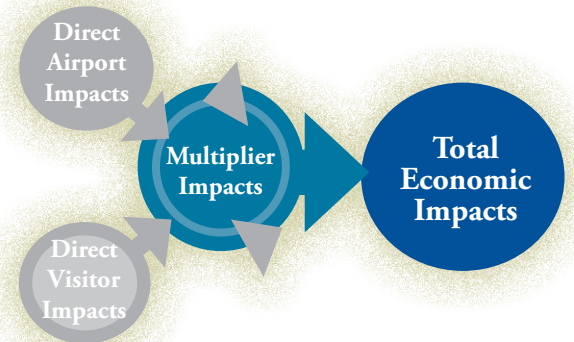 Direct
Airport
Impacts
Multiplier
Impacts
Total
Economic
Impacts
Direct
Visitor
Impacts